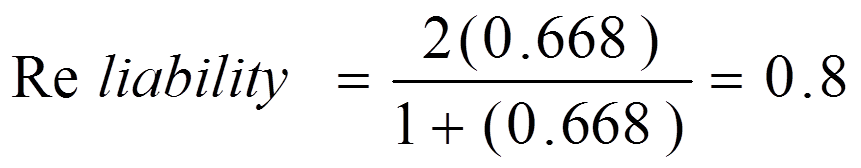 Re liability = 2(0.668) / 1 + (0.668) = 0.8